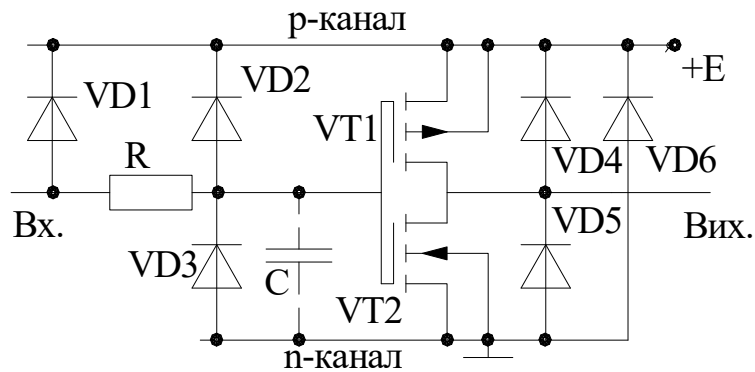 p-канал
+E
VD1
VD2
VT1
VD4
VD6
R
Вх.
Вих.
VD3
C
VD5
VT2
n-канал